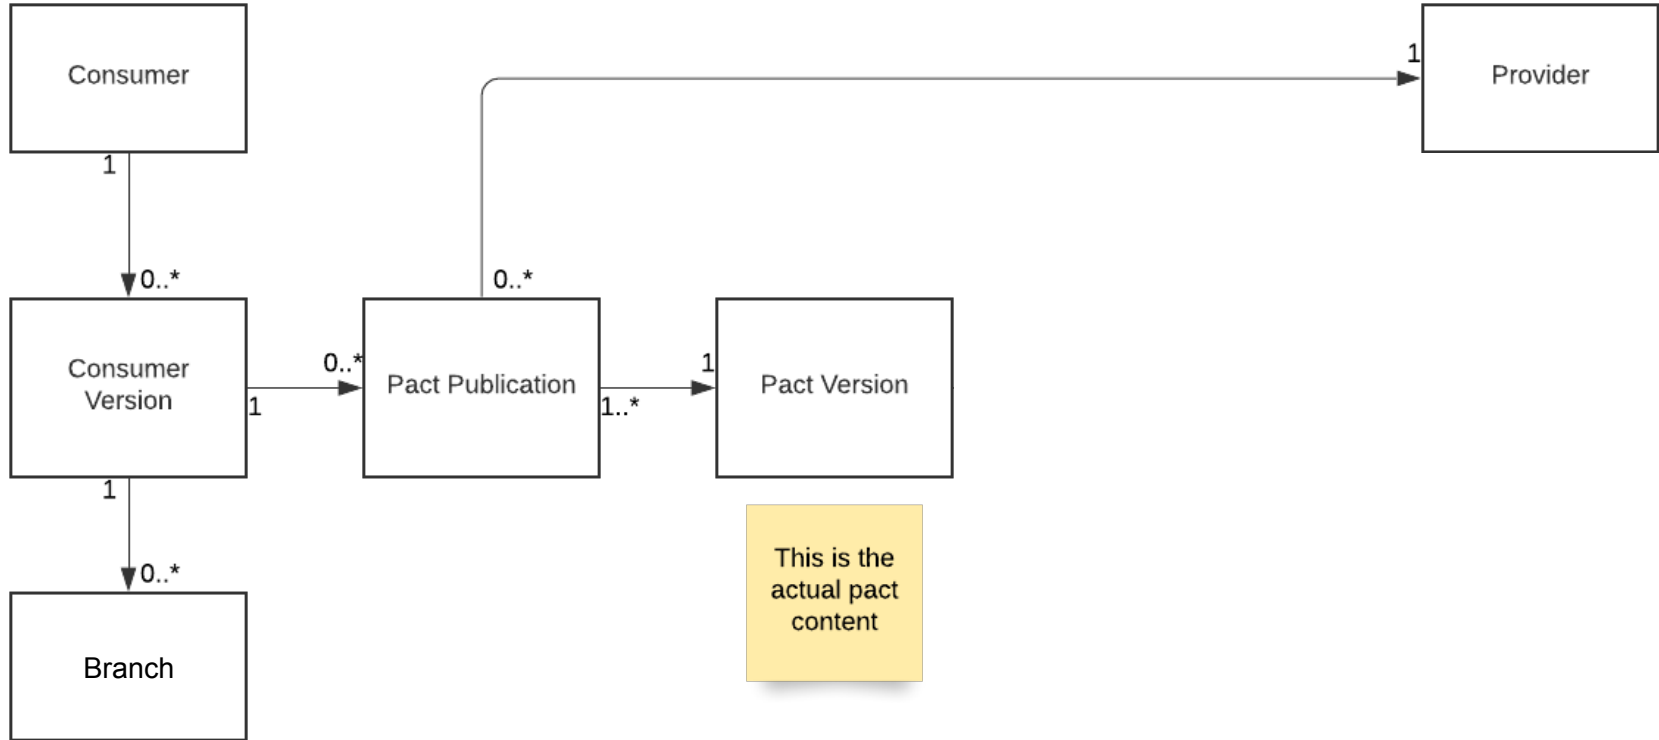 Consumer
1
Provider
1
0..*
0..*
Consumer
Version
0..*
1
Pact Publication
1
1..*
Pact Version
1
0..*
This is the
actual pact
content
Branch